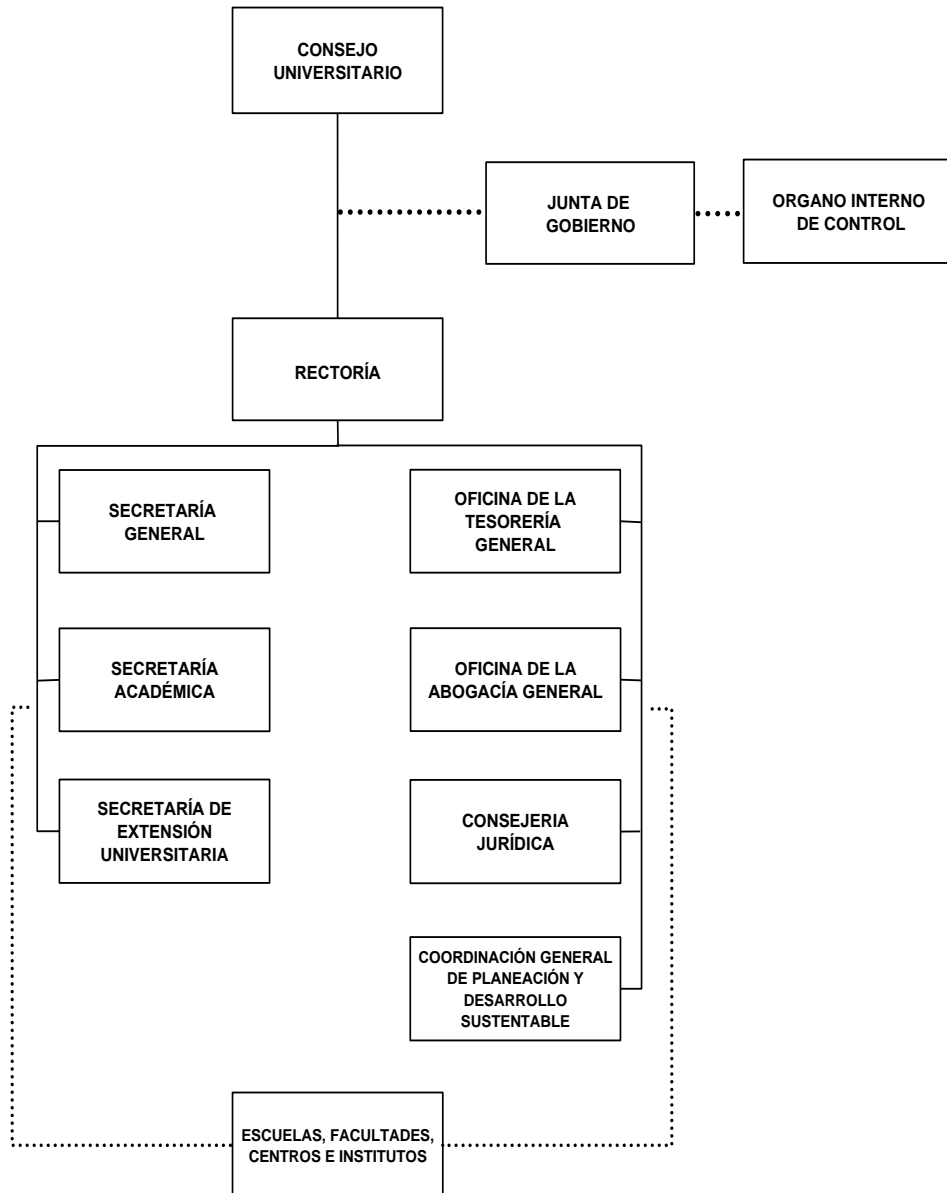 CONSEJO
UNIVERSITARIO
JUNTA DE
GOBIERNO
ORGANO INTERNO
DE CONTROL
RECTORÍA
SECRETARÍA
GENERAL
OFICINA DE LA
TESORERÍA
GENERAL
SECRETARÍA
ACADÉMICA
OFICINA DE LA
ABOGACÍA GENERAL
SECRETARÍA DE
EXTENSIÓN
UNIVERSITARIA
CONSEJERIA
JURÍDICA
COORDINACIÓN GENERAL
DE PLANEACIÓN Y
DESARROLLO
SUSTENTABLE
ESCUELAS, FACULTADES,
CENTROS E INSTITUTOS